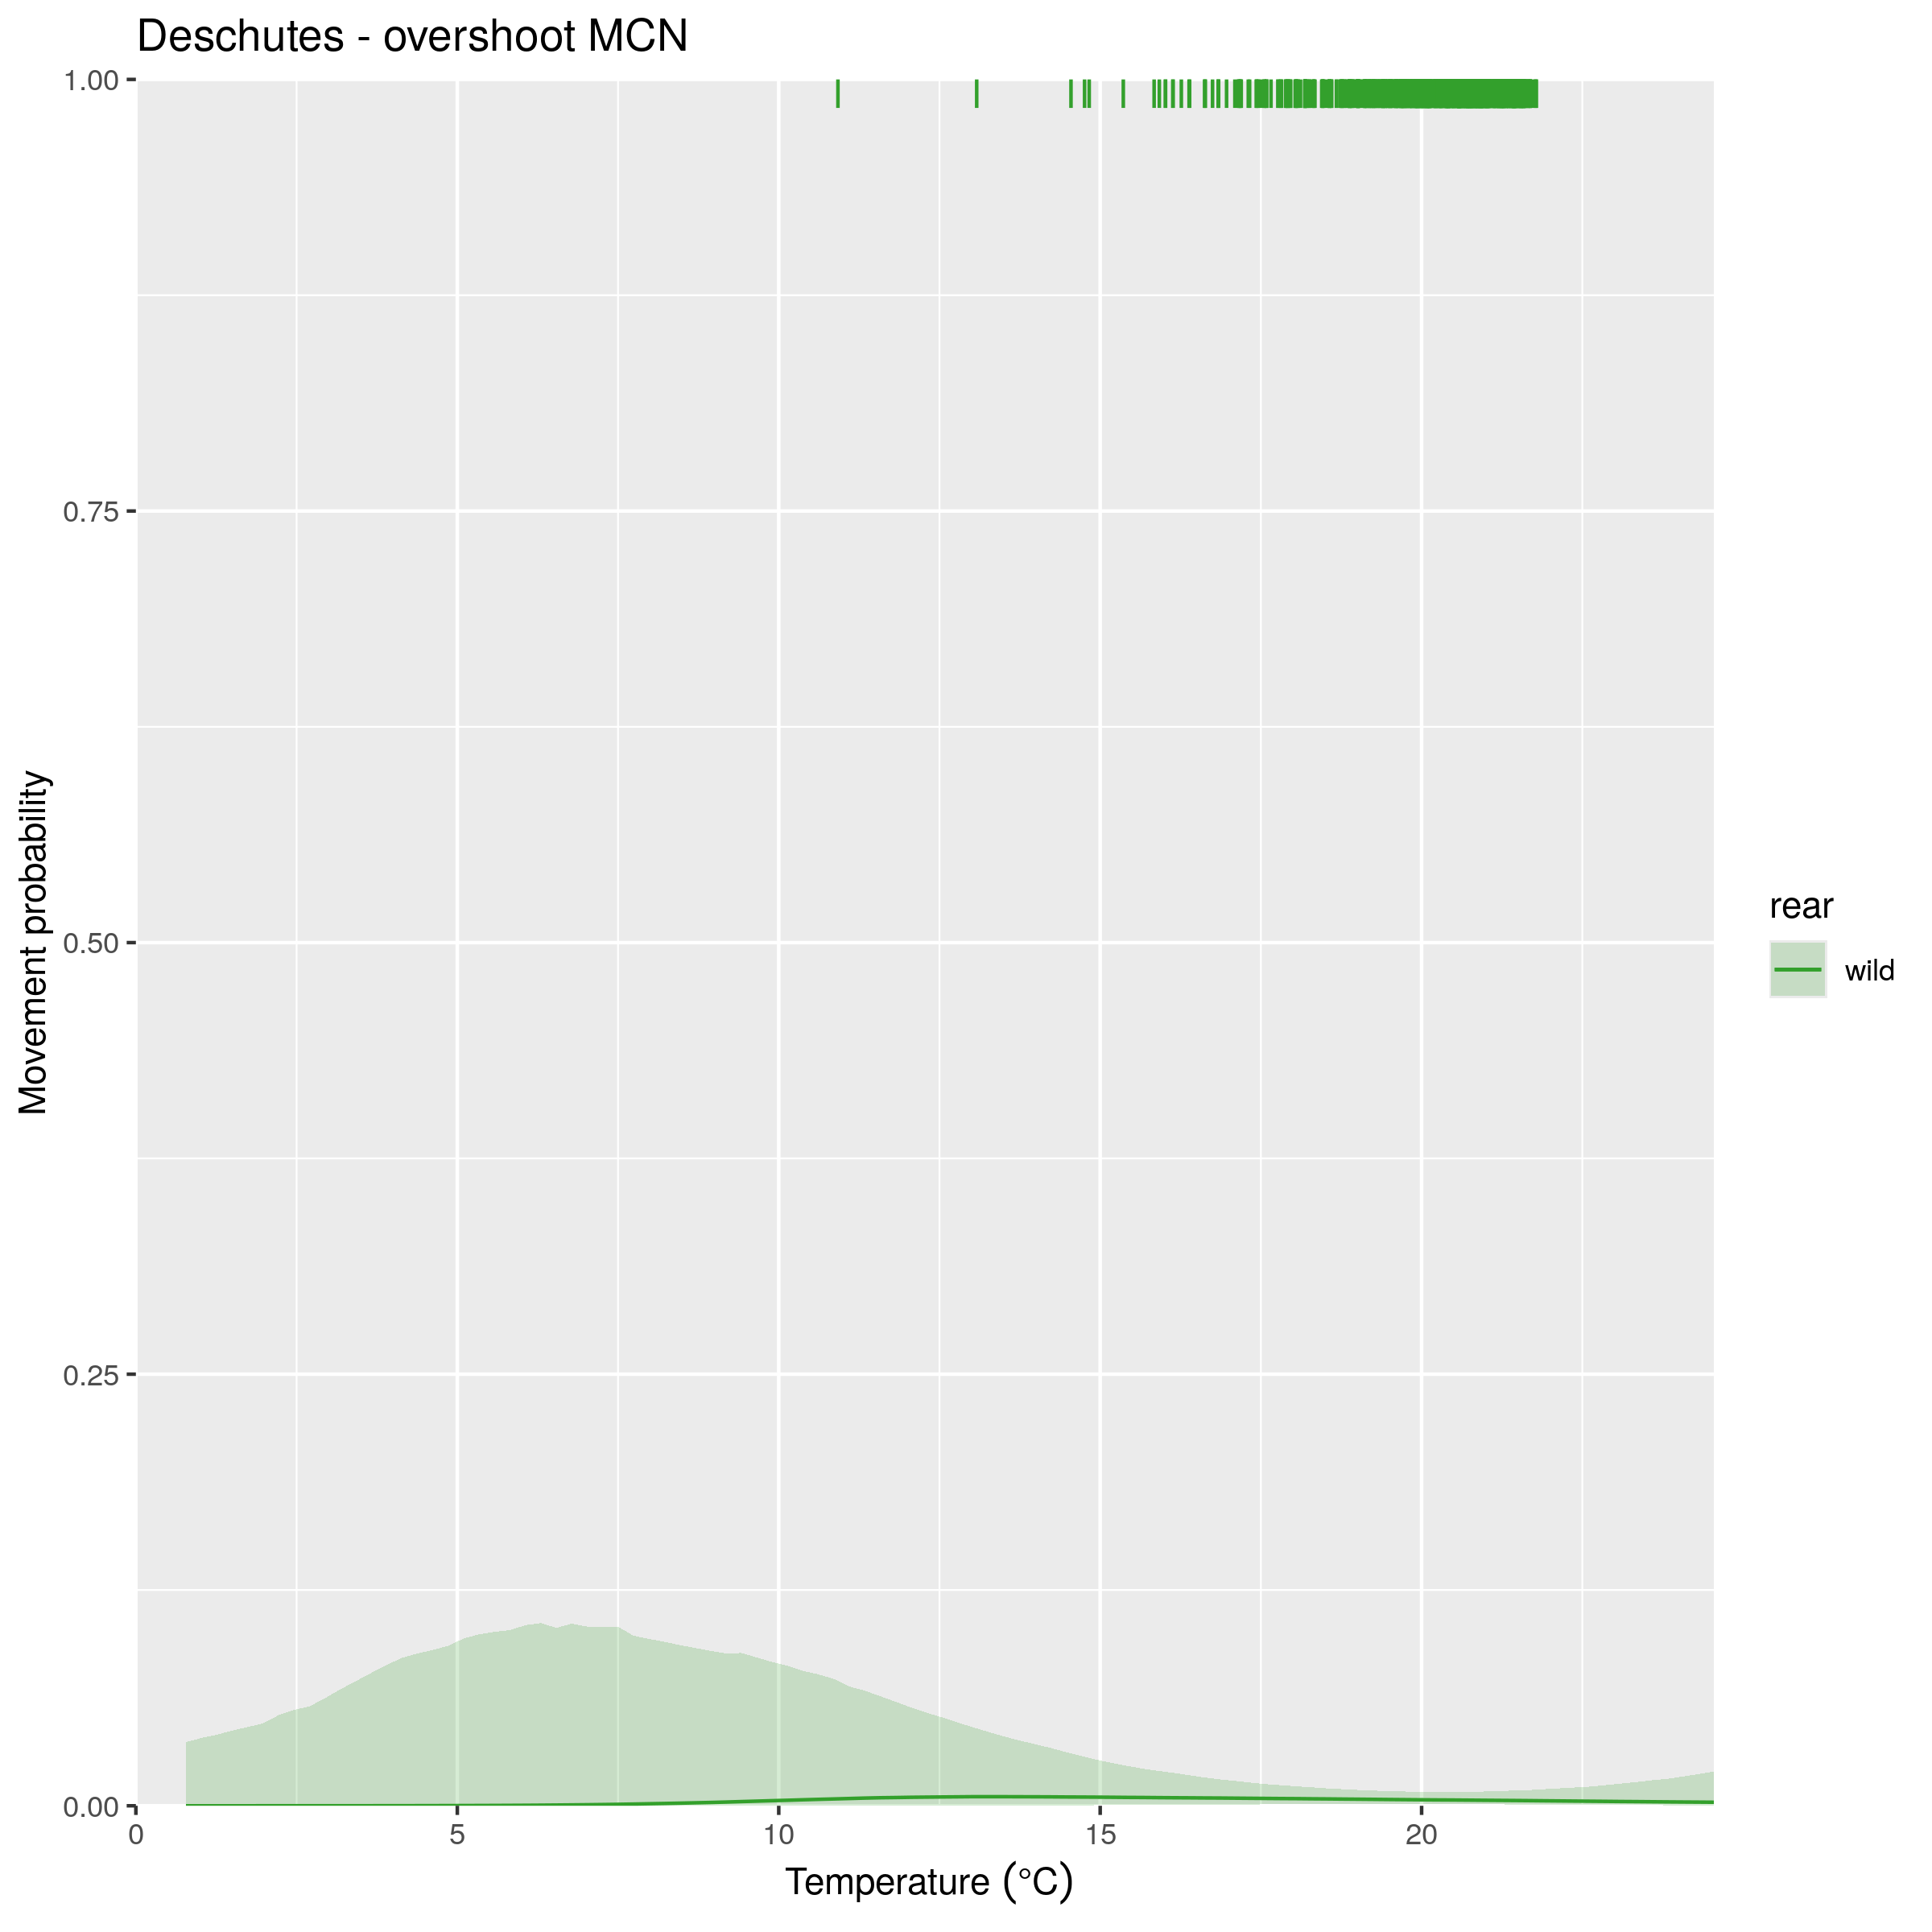 Deschutes - overshoot MCN
1.00
0.75
0.50
0.25
0.00
Movement probability
0
5
10
15
20
Temperature (°C)
rear
wild